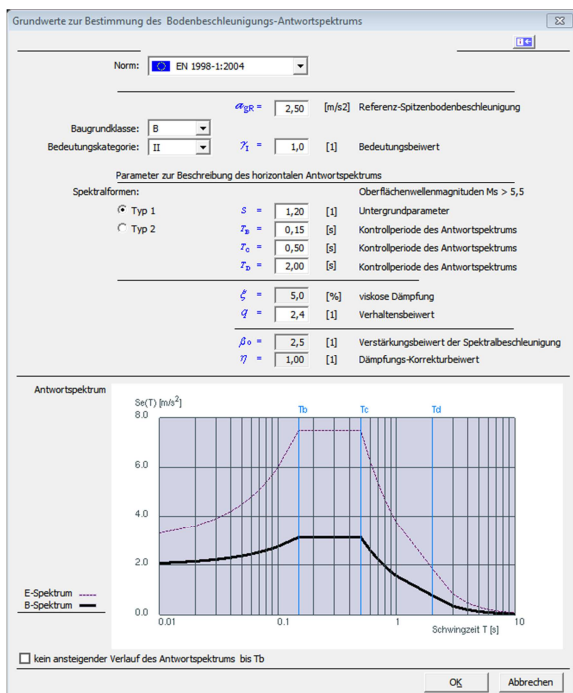 Grundwerte zur Bestimmung des Bodenbeschleunigungs-Antwortspektrums
Norm: EN 1998-1:2004
agR = 2,50 [m/s2] Referenz-Spitzenbodenbeschleunigung
Baugrundklasse: B
Bedeutungskategorie: II γI = 1,0 [1] Bedeutungsbeiwert
Parameter zur Beschreibung des horizontalen Antwortspektrums
Spektralformen: Oberflächenwellenmagnituden Ms > 5,5
Typ 1 S = 1,20 [1] Untergrundparameter
Typ 2 TB = 0,15 [s] Kontrollperiode des Antwortspektrums
TC = 0,50 [s] Kontrollperiode des Antwortspektrums
TD = 2,00 [s] Kontrollperiode des Antwortspektrums
ξ = 5,0 [%] viskose Dämpfung
q = 2,4 [1] Verhaltensbeiwert
βo = 2,5 [1] Verstärkungsbeiwert der Spektralbeschleunigung
η = 1,00 [1] Dämpfungs-Korrekturbeiwert
Antwortspektrum
Se(T) [m/s²]
Tb Tc Td
8.0
6.0
4.0
2.0
0.0
E-Spektrum
B-Spektrum
0.01 0.1 1 10
Schwingzeit T [s]
kein ansteigender Verlauf des Antwortspektrums bis Tb
OK Abbrechen